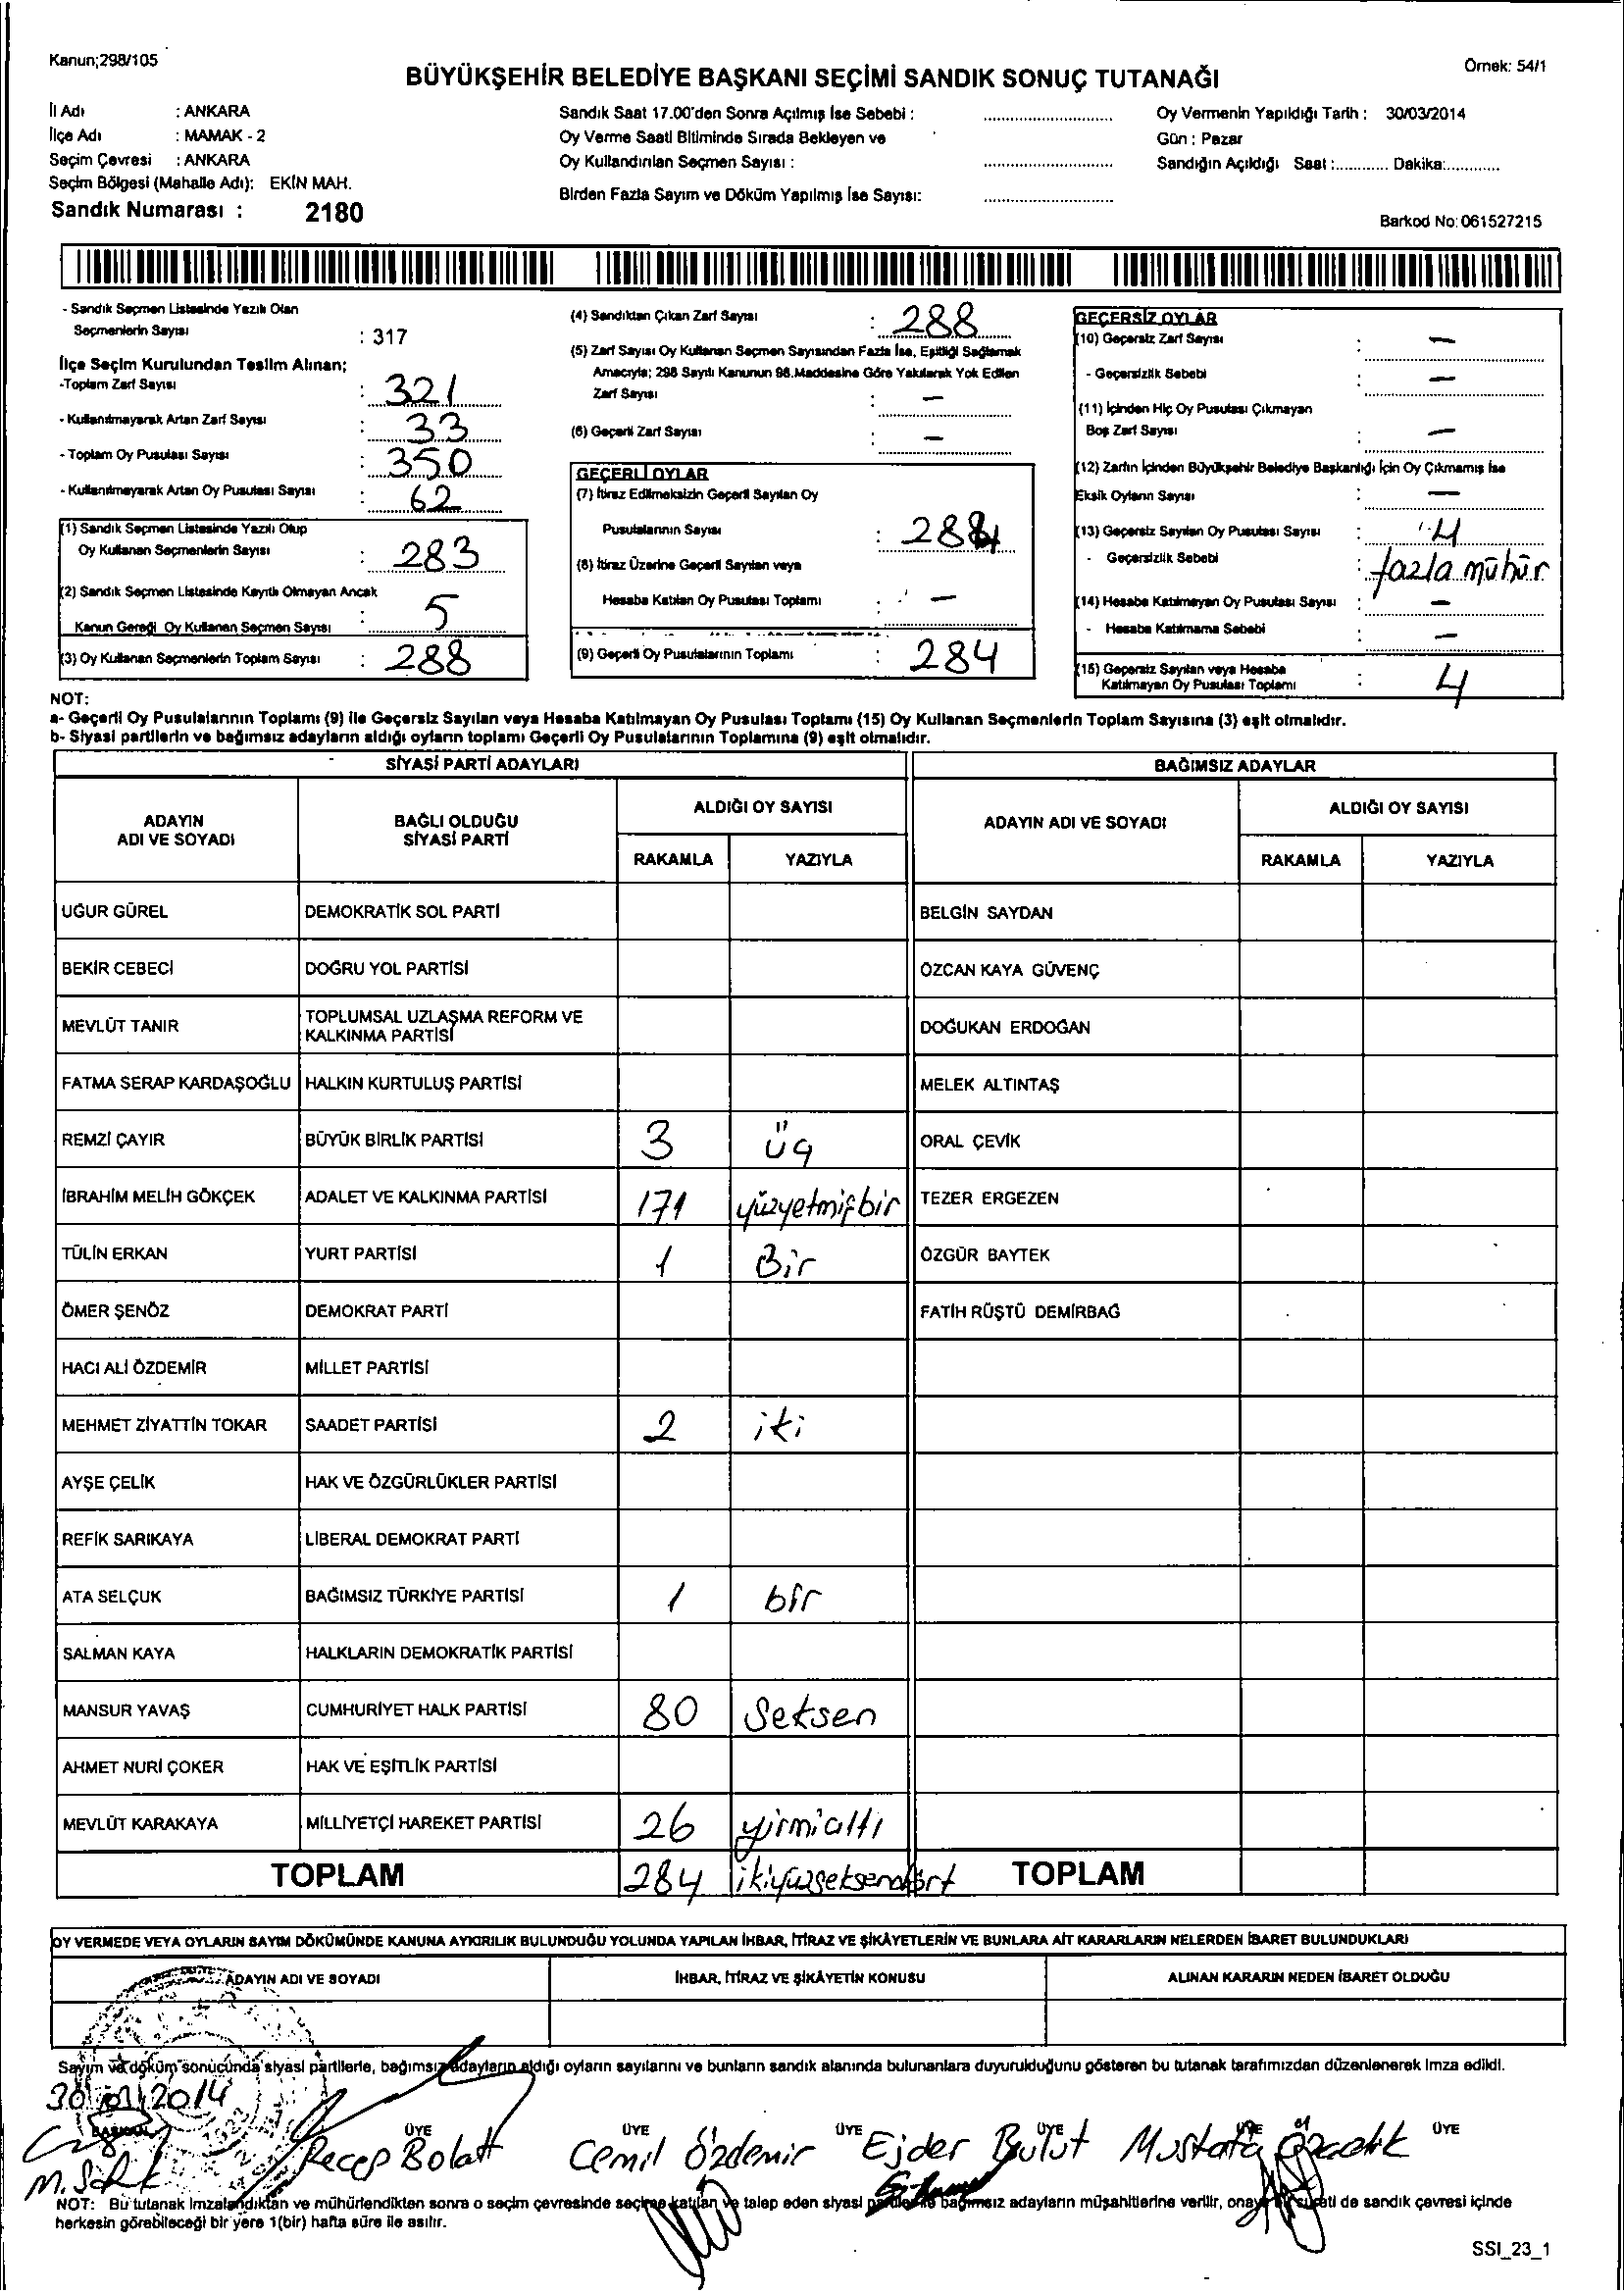 Kanun;298/105
Örnek: 54/1
BÜYÜKŞEHİR BELEDİYE BAŞKANI SEÇİMİ SANDIK SONUÇ TUTANAĞI
İl Adı : ANKARA
İlçe Adı : MAMAK - 2
Seçim Çevresi : ANKARA
Seçim Bölgesi (Mahalle Adı): EKİN MAH.
Sandık Numarası : 2180
Sandık Saat 17.00'den Sonra Açılmış İse Sebebi :
Oy Verme Saati Bitiminde Sırada Bekleyen ve
Oy Kullandırılan Seçmen Sayısı :
Birden Fazla Sayım ve Döküm Yapılmış İse Sayısı:
Oy Vermenin Yapıldığı Tarih : 30/03/2014
Gün : Pazar
Sandığın Açıldığı Saat :............ Dakika:............
Barkod No: 061527215
- Sandık Seçmen Listesinde Yazılı Olan
Seçmenlerin Sayısı : 317
İlçe Seçim Kurulundan Teslim Alınan;
-Toplam Zarf Sayısı : 321
- Kullanılmayarak Artan Zarf Sayısı : 33
- Toplam Oy Pusulası Sayısı : 350
- Kullanılmayarak Artan Oy Pusulası Sayısı : 62
(1) Sandık Seçmen Listesinde Yazılı Olup
Oy Kullanan Seçmenlerin Sayısı : 283
(2) Sandık Seçmen Listesinde Kayıtlı Olmayan Ancak
Kanun Gereği Oy Kullanan Seçmen Sayısı : 5
(3) Oy Kullanan Seçmenlerin Toplam Sayısı : 288
(4) Sandıktan Çıkan Zarf Sayısı : 288
(5) Zarf Sayısı Oy Kullanan Seçmen Sayısından Fazla İse, Eşitliği Sağlamak
Amacıyla; 298 Sayılı Kanunun 98.Maddesine Göre Yakılarak Yok Edilen
Zarf Sayısı : —
(6) Geçerli Zarf Sayısı : —
GEÇERLİ OYLAR
(7) İtiraz Edilmeksizin Geçerli Sayılan Oy
Pusulalarının Sayısı : 284
(8) İtiraz Üzerine Geçerli Sayılan veya
Hesaba Katılan Oy Pusulası Toplamı : —
(9) Geçerli Oy Pusulalarının Toplamı : 284
GEÇERSİZ OYLAR
(10) Geçersiz Zarf Sayısı : —
- Geçersizlik Sebebi : —
(11) İçinden Hiç Oy Pusulası Çıkmayan
Boş Zarf Sayısı : —
(12) Zarfın İçinden Büyükşehir Belediye Başkanlığı İçin Oy Çıkmamış İse
Eksik Oyların Sayısı : —
(13) Geçersiz Sayılan Oy Pusulası Sayısı : 4
- Geçersizlik Sebebi : fazla mühür
(14) Hesaba Katılmayan Oy Pusulası Sayısı : —
- Hesaba Katılmama Sebebi : —
(15) Geçersiz Sayılan veya Hesaba
Katılmayan Oy Pusulası Toplamı : 4
NOT:
a- Geçerli Oy Pusulalarının Toplamı (9) ile Geçersiz Sayılan veya Hesaba Katılmayan Oy Pusulası Toplamı (15) Oy Kullanan Seçmenlerin Toplam Sayısına (3) eşit olmalıdır.
b- Siyasi partilerin ve bağımsız adayların aldığı oyların toplamı Geçerli Oy Pusulalarının Toplamına (9) eşit olmalıdır.
SİYASİ PARTİ ADAYLARI
BAĞIMSIZ ADAYLAR
ADAYIN ADI VE SOYADI
BAĞLI OLDUĞU SİYASİ PARTİ
ALDIĞI OY SAYISI
RAKAMLA YAZIYLA
ADAYIN ADI VE SOYADI
ALDIĞI OY SAYISI
RAKAMLA YAZIYLA
UĞUR GÜREL DEMOKRATİK SOL PARTİ BELGİN SAYDAN
BEKİR CEBECİ DOĞRU YOL PARTİSİ ÖZCAN KAYA GÜVENÇ
MEVLÜT TANIR TOPLUMSAL UZLAŞMA REFORM VE KALKINMA PARTİSİ DOĞUKAN ERDOĞAN
FATMA SERAP KARDAŞOĞLU HALKIN KURTULUŞ PARTİSİ MELEK ALTINTAŞ
REMZİ ÇAYIR BÜYÜK BİRLİK PARTİSİ 3 üç ORAL ÇEVİK
İBRAHİM MELİH GÖKÇEK ADALET VE KALKINMA PARTİSİ 171 yüzyetmişbir TEZER ERGEZEN
TÜLİN ERKAN YURT PARTİSİ 1 Bir ÖZGÜR BAYTEK
ÖMER ŞENÖZ DEMOKRAT PARTİ FATİH RÜŞTÜ DEMİRBAĞ
HACI ALİ ÖZDEMİR MİLLET PARTİSİ
MEHMET ZİYATTİN TOKAR SAADET PARTİSİ 2 iki
AYŞE ÇELİK HAK VE ÖZGÜRLÜKLER PARTİSİ
REFİK SARIKAYA LİBERAL DEMOKRAT PARTİ
ATA SELÇUK BAĞIMSIZ TÜRKİYE PARTİSİ 1 bir
SALMAN KAYA HALKLARIN DEMOKRATİK PARTİSİ
MANSUR YAVAŞ CUMHURİYET HALK PARTİSİ 80 Seksen
AHMET NURİ ÇOKER HAK VE EŞİTLİK PARTİSİ
MEVLÜT KARAKAYA MİLLİYETÇİ HAREKET PARTİSİ 26 yirmialtı
TOPLAM 284 ikiyüzseksendört TOPLAM
OY VERMEDE VEYA OYLARIN SAYIM DÖKÜMÜNDE KANUNA AYKIRILIK BULUNDUĞU YOLUNDA YAPILAN İHBAR, İTİRAZ VE ŞİKÂYETLERİN VE BUNLARA AİT KARARLARIN NELERDEN İBARET BULUNDUKLARI
ADAYIN ADI VE SOYADI İHBAR, İTİRAZ VE ŞİKÂYETİN KONUSU ALINAN KARARIN NEDEN İBARET OLDUĞU
Sayım ve döküm sonucunda siyasi partilerle, bağımsız adayların aldığı oyların sayılarını ve bunların sandık alanında bulunanlara duyurulduğunu gösteren bu tutanak tarafımızdan düzenlenerek imza edildi.
30/03/2014
BAŞKAN ÜYE ÜYE ÜYE ÜYE ÜYE ÜYE
Recep Bolatt Cemil Özdemir Ejder Bulut Mustafa
NOT: Bu tutanak imzalandıktan ve mühürlendikten sonra o seçim çevresinde seçime katılan ve talep eden siyasi partiler ile bağımsız adayların müşahitlerine verilir, onaylı bir sureti de sandık çevresi içinde
herkesin görebileceği bir yere 1(bir) hafta süre ile asılır.
SSI_23_1